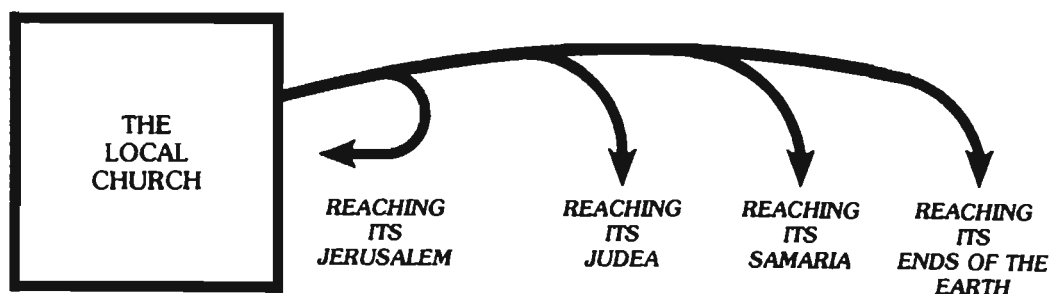 THE
LOCAL
CHURCH
REACHING
ITS
JERUSALEM
REACHING
ITS
JUDEA
REACHING
ITS
SAMARIA
REACHING
ITS
ENDS OF THE
EARTH